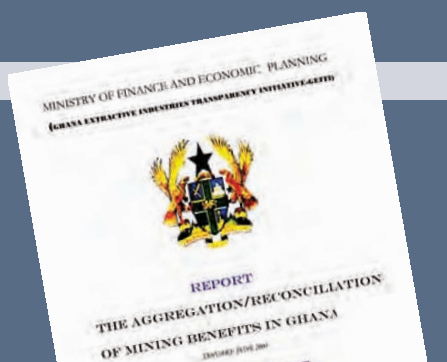 MINISTRY OF FINANCE AND ECONOMIC PLANNING
(GHANA EXTRACTIVE INDUSTRIES TRANSPARENCY INITIATIVE-GEITI)
REPORT
THE AGGREGATION/RECONCILIATION
OF MINING BENEFITS IN GHANA